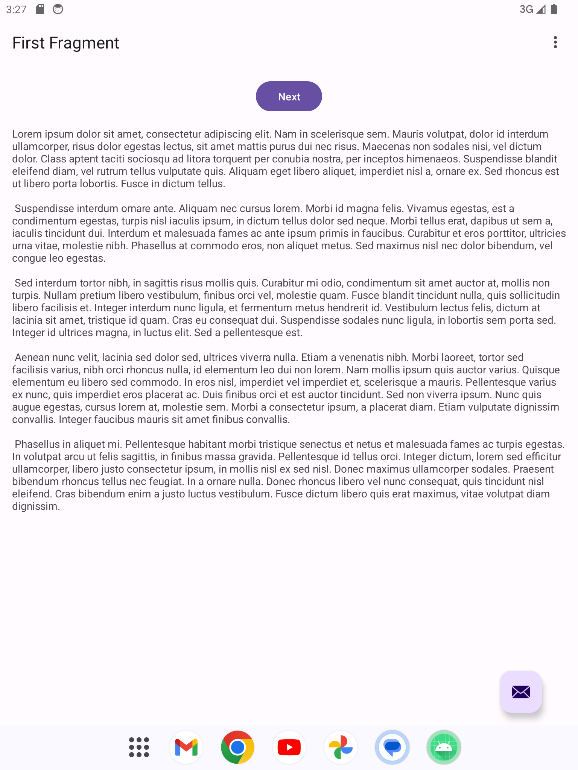 3:27
3G
First Fragment
Next
Lorem ipsum dolor sit amet, consectetur adipiscing elit. Nam in scelerisque sem. Mauris volutpat, dolor id interdum
ullamcorper, risus dolor egestas lectus, sit amet mattis purus dui nec risus. Maecenas non sodales nisi, vel dictum
dolor. Class aptent taciti sociosqu ad litora torquent per conubia nostra, per inceptos himenaeos. Suspendisse blandit
eleifend diam, vel rutrum tellus vulputate quis. Aliquam eget libero aliquet, imperdiet nisl a, ornare ex. Sed rhoncus est
ut libero porta lobortis. Fusce in dictum tellus.
Suspendisse interdum ornare ante. Aliquam nec cursus lorem. Morbi id magna felis. Vivamus egestas, est a
condimentum egestas, turpis nisl iaculis ipsum, in dictum tellus dolor sed neque. Morbi tellus erat, dapibus ut sem a,
iaculis tincidunt dui. Interdum et malesuada fames ac ante ipsum primis in faucibus. Curabitur et eros porttitor, ultricies
urna vitae, molestie nibh. Phasellus at commodo eros, non aliquet metus. Sed maximus nisl nec dolor bibendum, vel
congue leo egestas.
Sed interdum tortor nibh, in sagittis risus mollis quis. Curabitur mi odio, condimentum sit amet auctor at, mollis non
turpis. Nullam pretium libero vestibulum, finibus orci vel, molestie quam. Fusce blandit tincidunt nulla, quis sollicitudin
libero facilisis et. Integer interdum nunc ligula, et fermentum metus hendrerit id. Vestibulum lectus felis, dictum at
lacinia sit amet, tristique id quam. Cras eu consequat dui. Suspendisse sodales nunc ligula, in lobortis sem porta sed.
Integer id ultrices magna, in luctus elit. Sed a pellentesque est.
Aenean nunc velit, lacinia sed dolor sed, ultrices viverra nulla. Etiam a venenatis nibh. Morbi laoreet, tortor sed
facilisis varius, nibh orci rhoncus nulla, id elementum leo dui non lorem. Nam mollis ipsum quis auctor varius. Quisque
elementum eu libero sed commodo. In eros nisl, imperdiet vel imperdiet et, scelerisque a mauris. Pellentesque varius
ex nunc, quis imperdiet eros placerat ac. Duis finibus orci et est auctor tincidunt. Sed non viverra ipsum. Nunc quis
augue egestas, cursus lorem at, molestie sem. Morbi a consectetur ipsum, a placerat diam. Etiam vulputate dignissim
convallis. Integer faucibus mauris sit amet finibus convallis.
Phasellus in aliquet mi. Pellentesque habitant morbi tristique senectus et netus et malesuada fames ac turpis egestas.
In volutpat arcu ut felis sagittis, in finibus massa gravida. Pellentesque id tellus orci. Integer dictum, lorem sed efficitur
ullamcorper, libero justo consectetur ipsum, in mollis nisl ex sed nisl. Donec maximus ullamcorper sodales. Praesent
bibendum rhoncus tellus nec feugiat. In a ornare nulla. Donec rhoncus libero vel nunc consequat, quis tincidunt nisl
eleifend. Cras bibendum enim a justo luctus vestibulum. Fusce dictum libero quis erat maximus, vitae volutpat diam
dignissim.